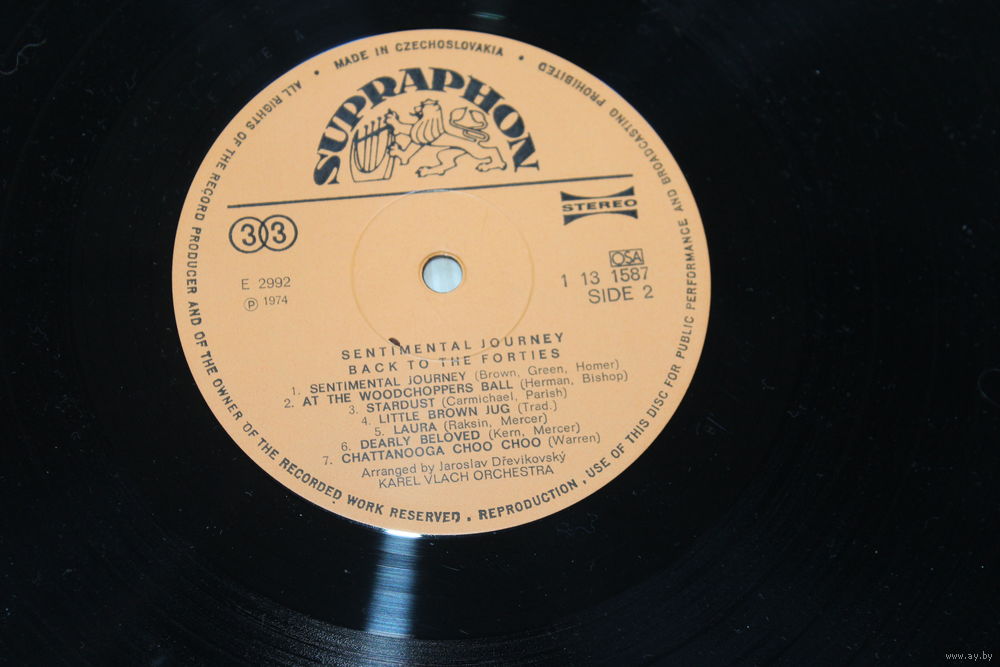 ALL RIGHTS OF THE RECORD PRODUCER AND OF THE OWNER OF THE RECORDED WORK RESERVED . REPRODUCTION , USE OF THIS DISC FOR PUBLIC PERFORMANCE AND BROADCASTING PROHIBITED
• MADE IN CZECHOSLOVAKIA •
SUPRAPHON
33
STEREO
E 2992
Ⓟ 1974
OSA
1 13 1587
SIDE 2
SENTIMENTAL JOURNEY
BACK TO THE FORTIES
1. SENTIMENTAL JOURNEY (Brown, Green, Homer)
2. AT THE WOODCHOPPERS BALL (Herman, Bishop)
3. STARDUST (Carmichael, Parish)
4. LITTLE BROWN JUG (Trad.)
5. LAURA (Raksin, Mercer)
6. DEARLY BELOVED (Kern, Mercer)
7. CHATTANOOGA CHOO CHOO (Warren)
Arranged by Jaroslav Dřevikovský
KAREL VLACH ORCHESTRA
www.ay.by